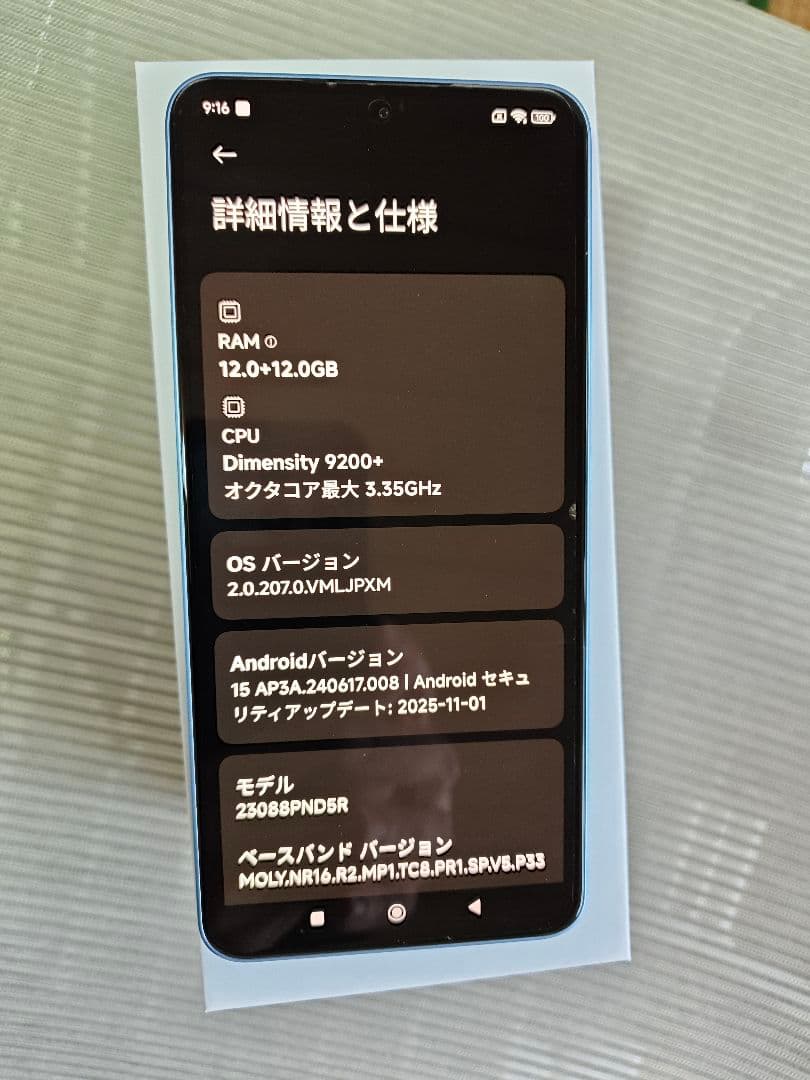 9:16
100
詳細情報と仕様
RAM
12.0+12.0GB
CPU
Dimensity 9200+
オクタコア最大 3.35GHz
OS バージョン
2.0.207.0.VMLJPXM
Androidバージョン
15 AP3A.240617.008 | Android セキュ
リティアップデート: 2025-11-01
モデル
23088PND5R
ベースバンド バージョン
MOLY.NR16.R2.MP1.TC8.PR1.SP.V5.P33